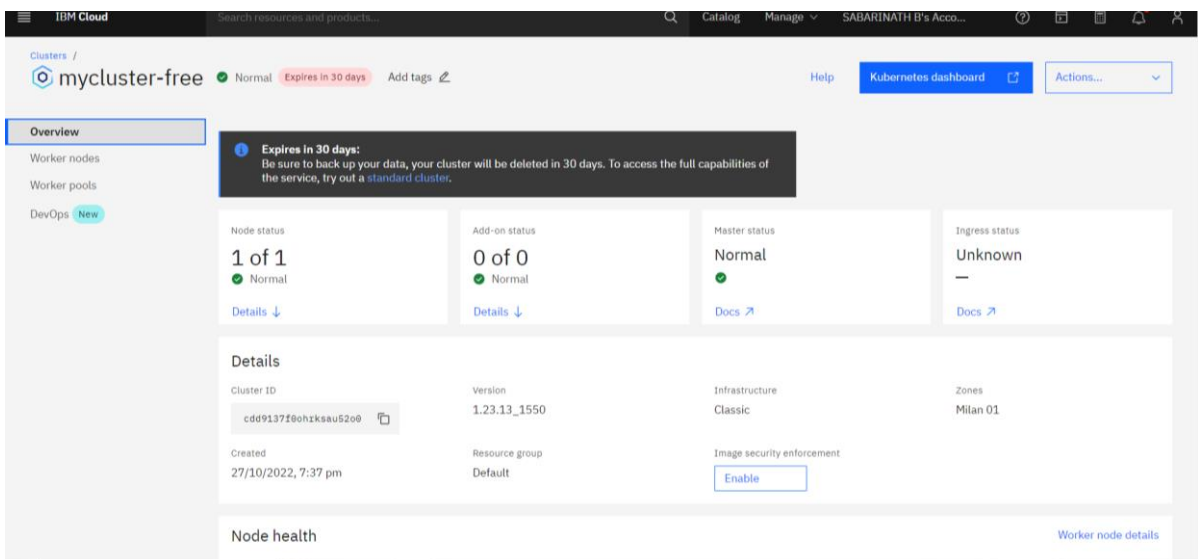 IBM Cloud
Search resources and products...
Catalog
Manage
SABARINATH B's Acco...
Clusters /
mycluster-free
Normal
Expires in 30 days
Add tags
Help
Kubernetes dashboard
Actions...
Overview
Worker nodes
Worker pools
DevOps New
Expires in 30 days:
Be sure to back up your data, your cluster will be deleted in 30 days. To access the full capabilities of
the service, try out a standard cluster.
Node status
1 of 1
Normal
Details ↓
Add-on status
0 of 0
Normal
Details ↓
Master status
Normal
Docs ↗
Ingress status
Unknown
—
Docs ↗
Details
Cluster ID
cdd9137f0ohrksau52o0
Version
1.23.13_1550
Infrastructure
Classic
Zones
Milan 01
Created
27/10/2022, 7:37 pm
Resource group
Default
Image security enforcement
Enable
Node health
Worker node details